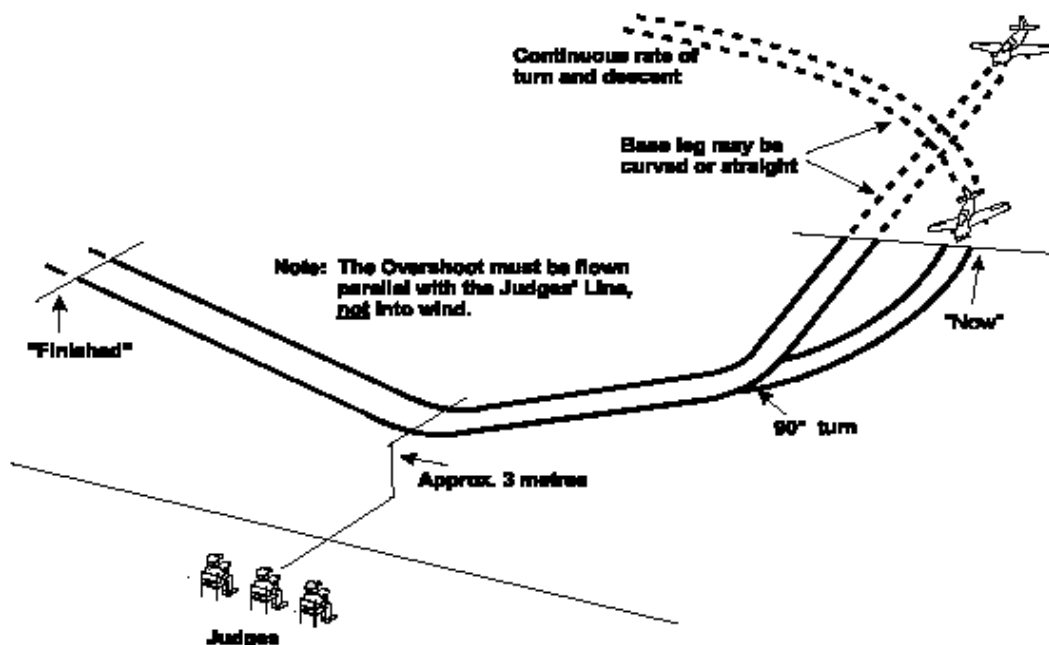 Continuous rate of
turn and descent
Base leg may be
curved or straight
Note: The Overshoot must be flown
parallel with the Judges' Line,
not into wind.
"Now"
"Finished"
90° turn
Approx. 3 metres
Judges